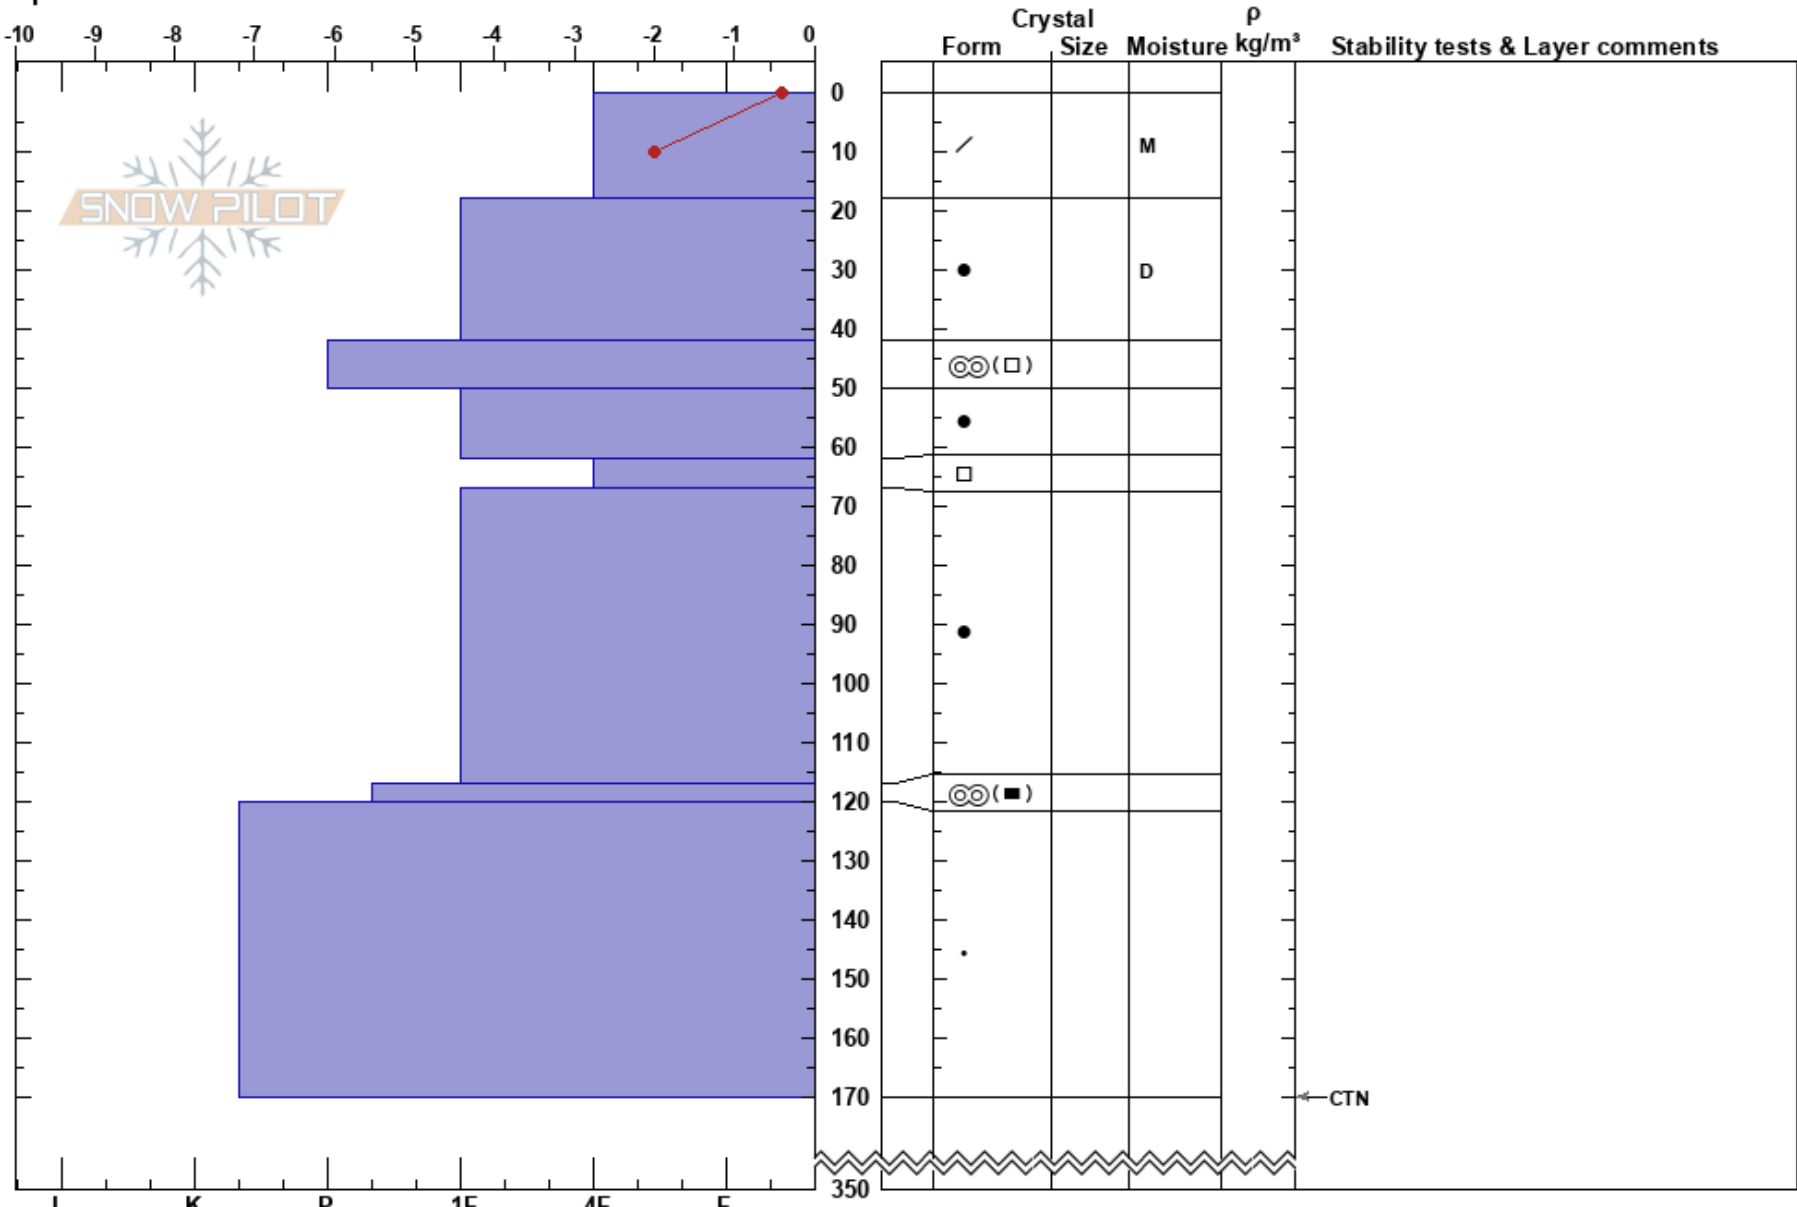 Crystal
ρ
-10 -9 -8 -7 -6 -5 -4 -3 -2 -1 0
Form Size Moisture kg/m³ Stability tests & Layer comments
0
SNOW PILOT
10 M
20
30 D
40
( )
50
60
70
80
90
100
110
120 ( )
130
140
150
160
170 CTN
350
K P 1F 4F F